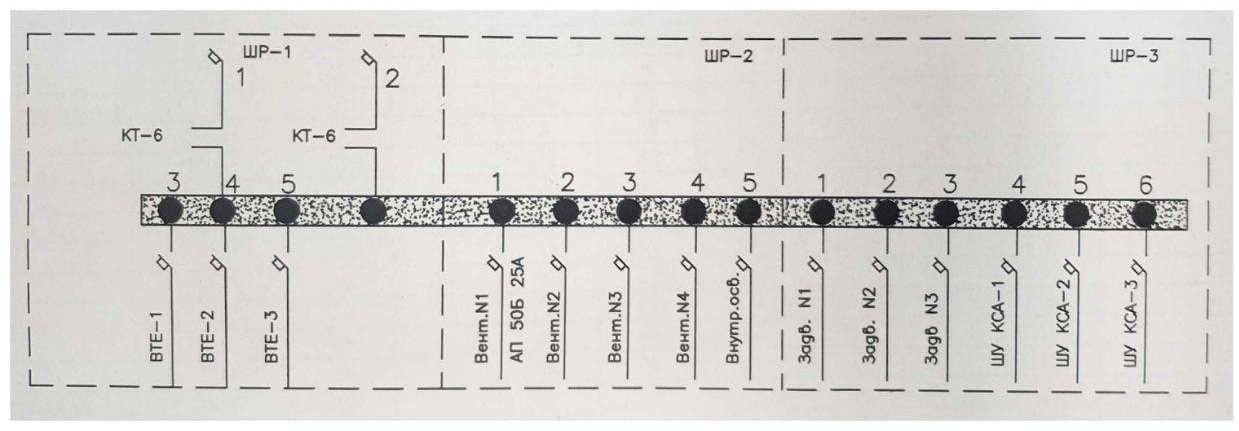 ШР-1
ШР-2
ШР-3
1
2
КТ-6
КТ-6
3
4
5
1
2
3
4
5
1
2
3
4
5
6
ВТЕ-1
ВТЕ-2
ВТЕ-3
Вент.N1
АП 50Б 25А
Вент.N2
Вент.N3
Вент.N4
Внутр.осв.
Задв. N1
Задв. N2
Задв N3
ШУ КСА-1
ШУ КСА-2
ШУ КСА-3